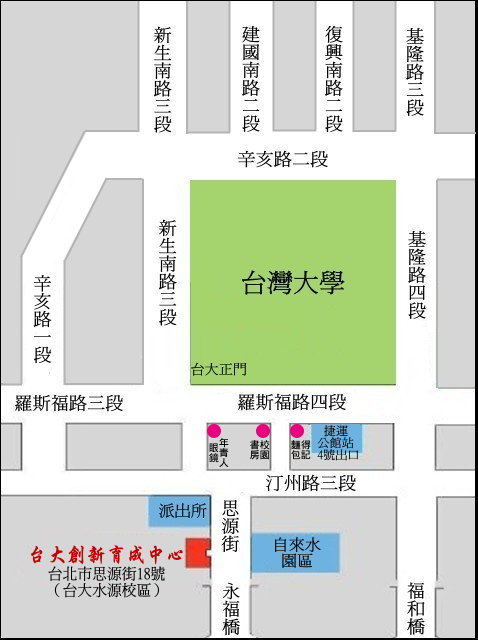 新生南路三段
建國南路二段
復興南路二段
基隆路三段
辛亥路二段
新生南路三段
基隆路四段
台灣大學
辛亥路一段
台大正門
羅斯福路三段
羅斯福路四段
年青人
眼鏡
校園
書房
得記
麵包
捷運
公館站
4號出口
汀州路三段
派出所
思源街
台大創新育成中心
自來水
園區
台北市思源街18號
（台大水源校區）
永福橋
福和橋